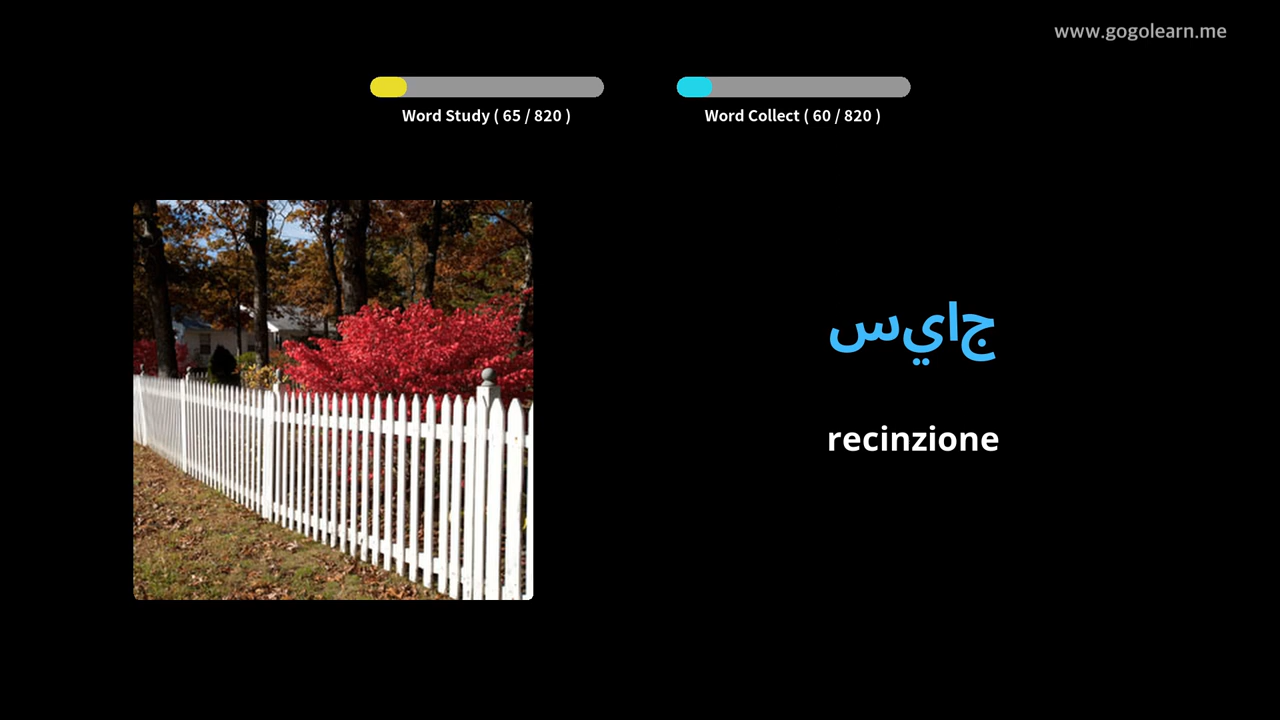 www.gogolearn.me
Word Study ( 65 / 820 )
Word Collect ( 60 / 820 )
جايس
recinzione